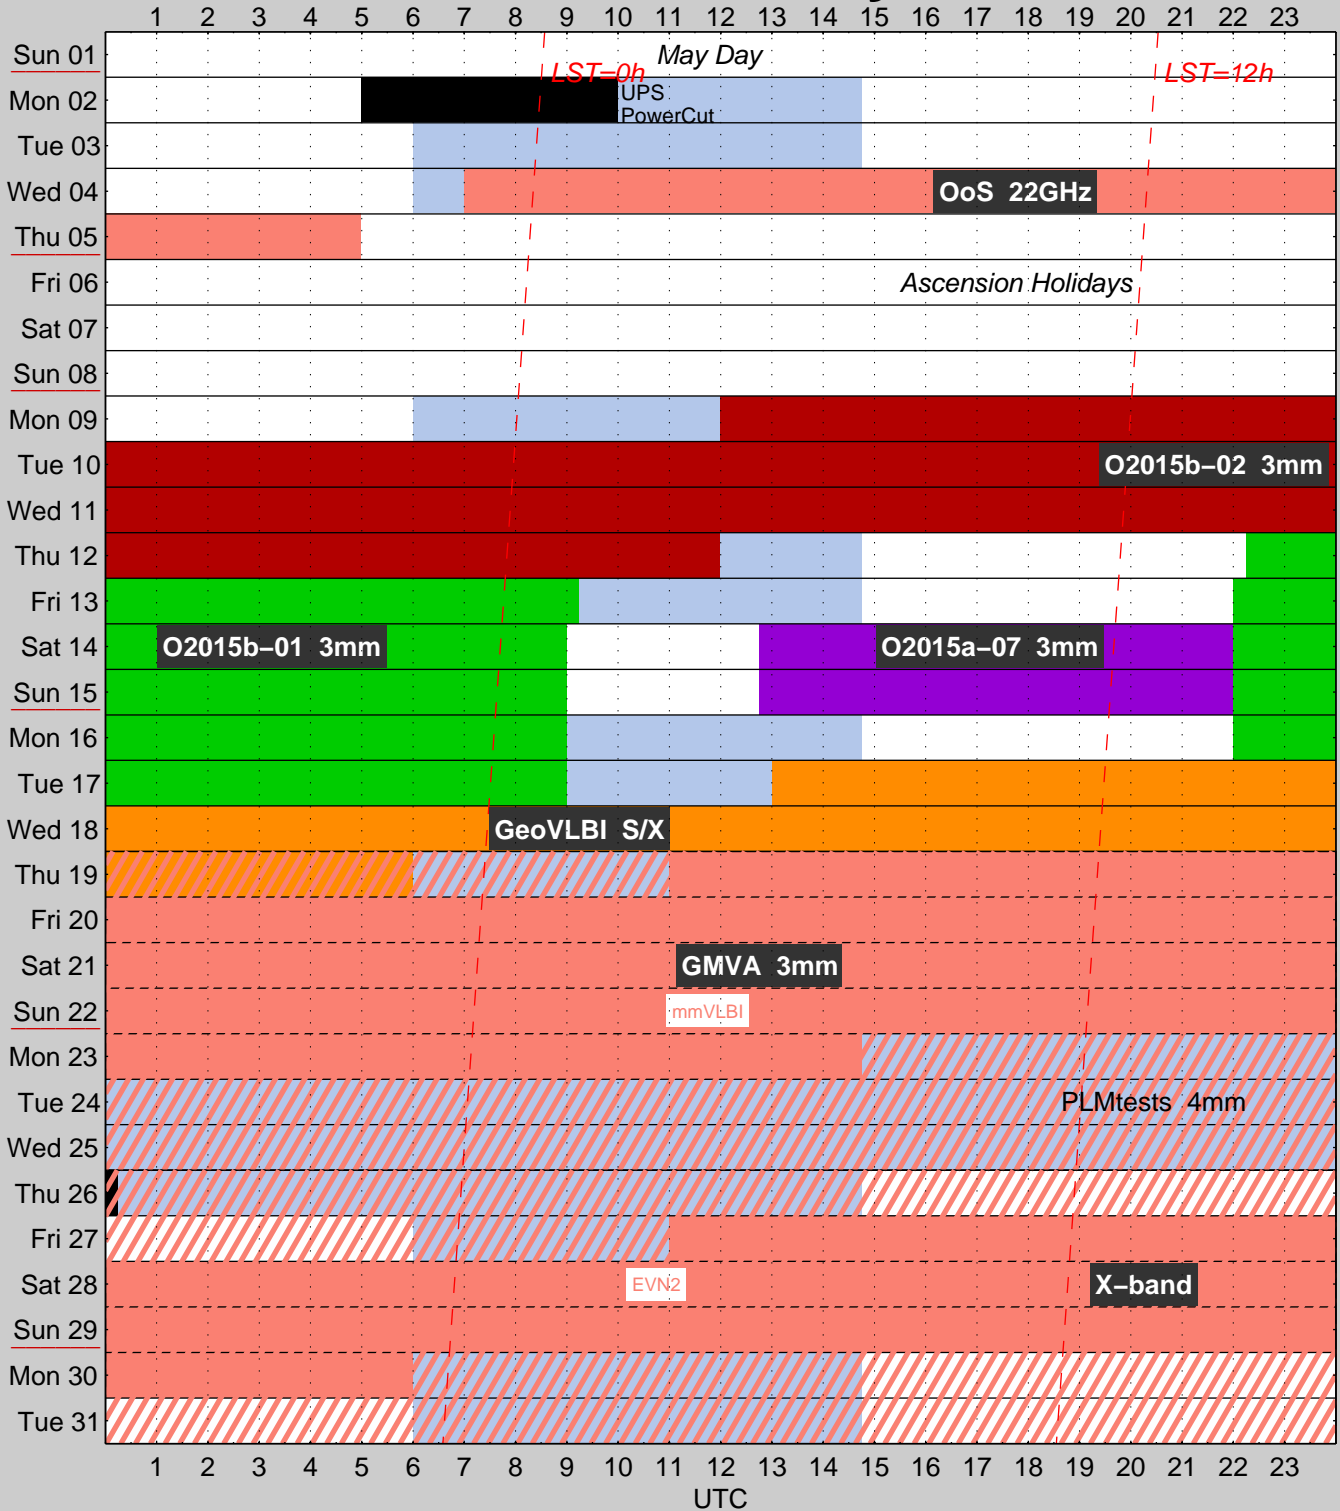 1 2 3 4 5 6 7 8 9 10 11 12 13 14 15 16 17 18 19 20 21 22 23
Sun 01 May Day
LST=0h LST=12h
Mon 02 UPS
PowerCut
Tue 03
Wed 04 OoS 22GHz
Thu 05
Fri 06 Ascension Holidays
Sat 07
Sun 08
Mon 09
Tue 10 O2015b−02 3mm
Wed 11
Thu 12
Fri 13
Sat 14 O2015b−01 3mm O2015a−07 3mm
Sun 15
Mon 16
Tue 17
Wed 18 GeoVLBI S/X
Thu 19
Fri 20
Sat 21 GMVA 3mm
Sun 22 mmVLBI
Mon 23
Tue 24 PLMtests 4mm
Wed 25
Thu 26
Fri 27
Sat 28 EVN2 X−band
Sun 29
Mon 30
Tue 31
1 2 3 4 5 6 7 8 9 10 11 12 13 14 15 16 17 18 19 20 21 22 23
UTC